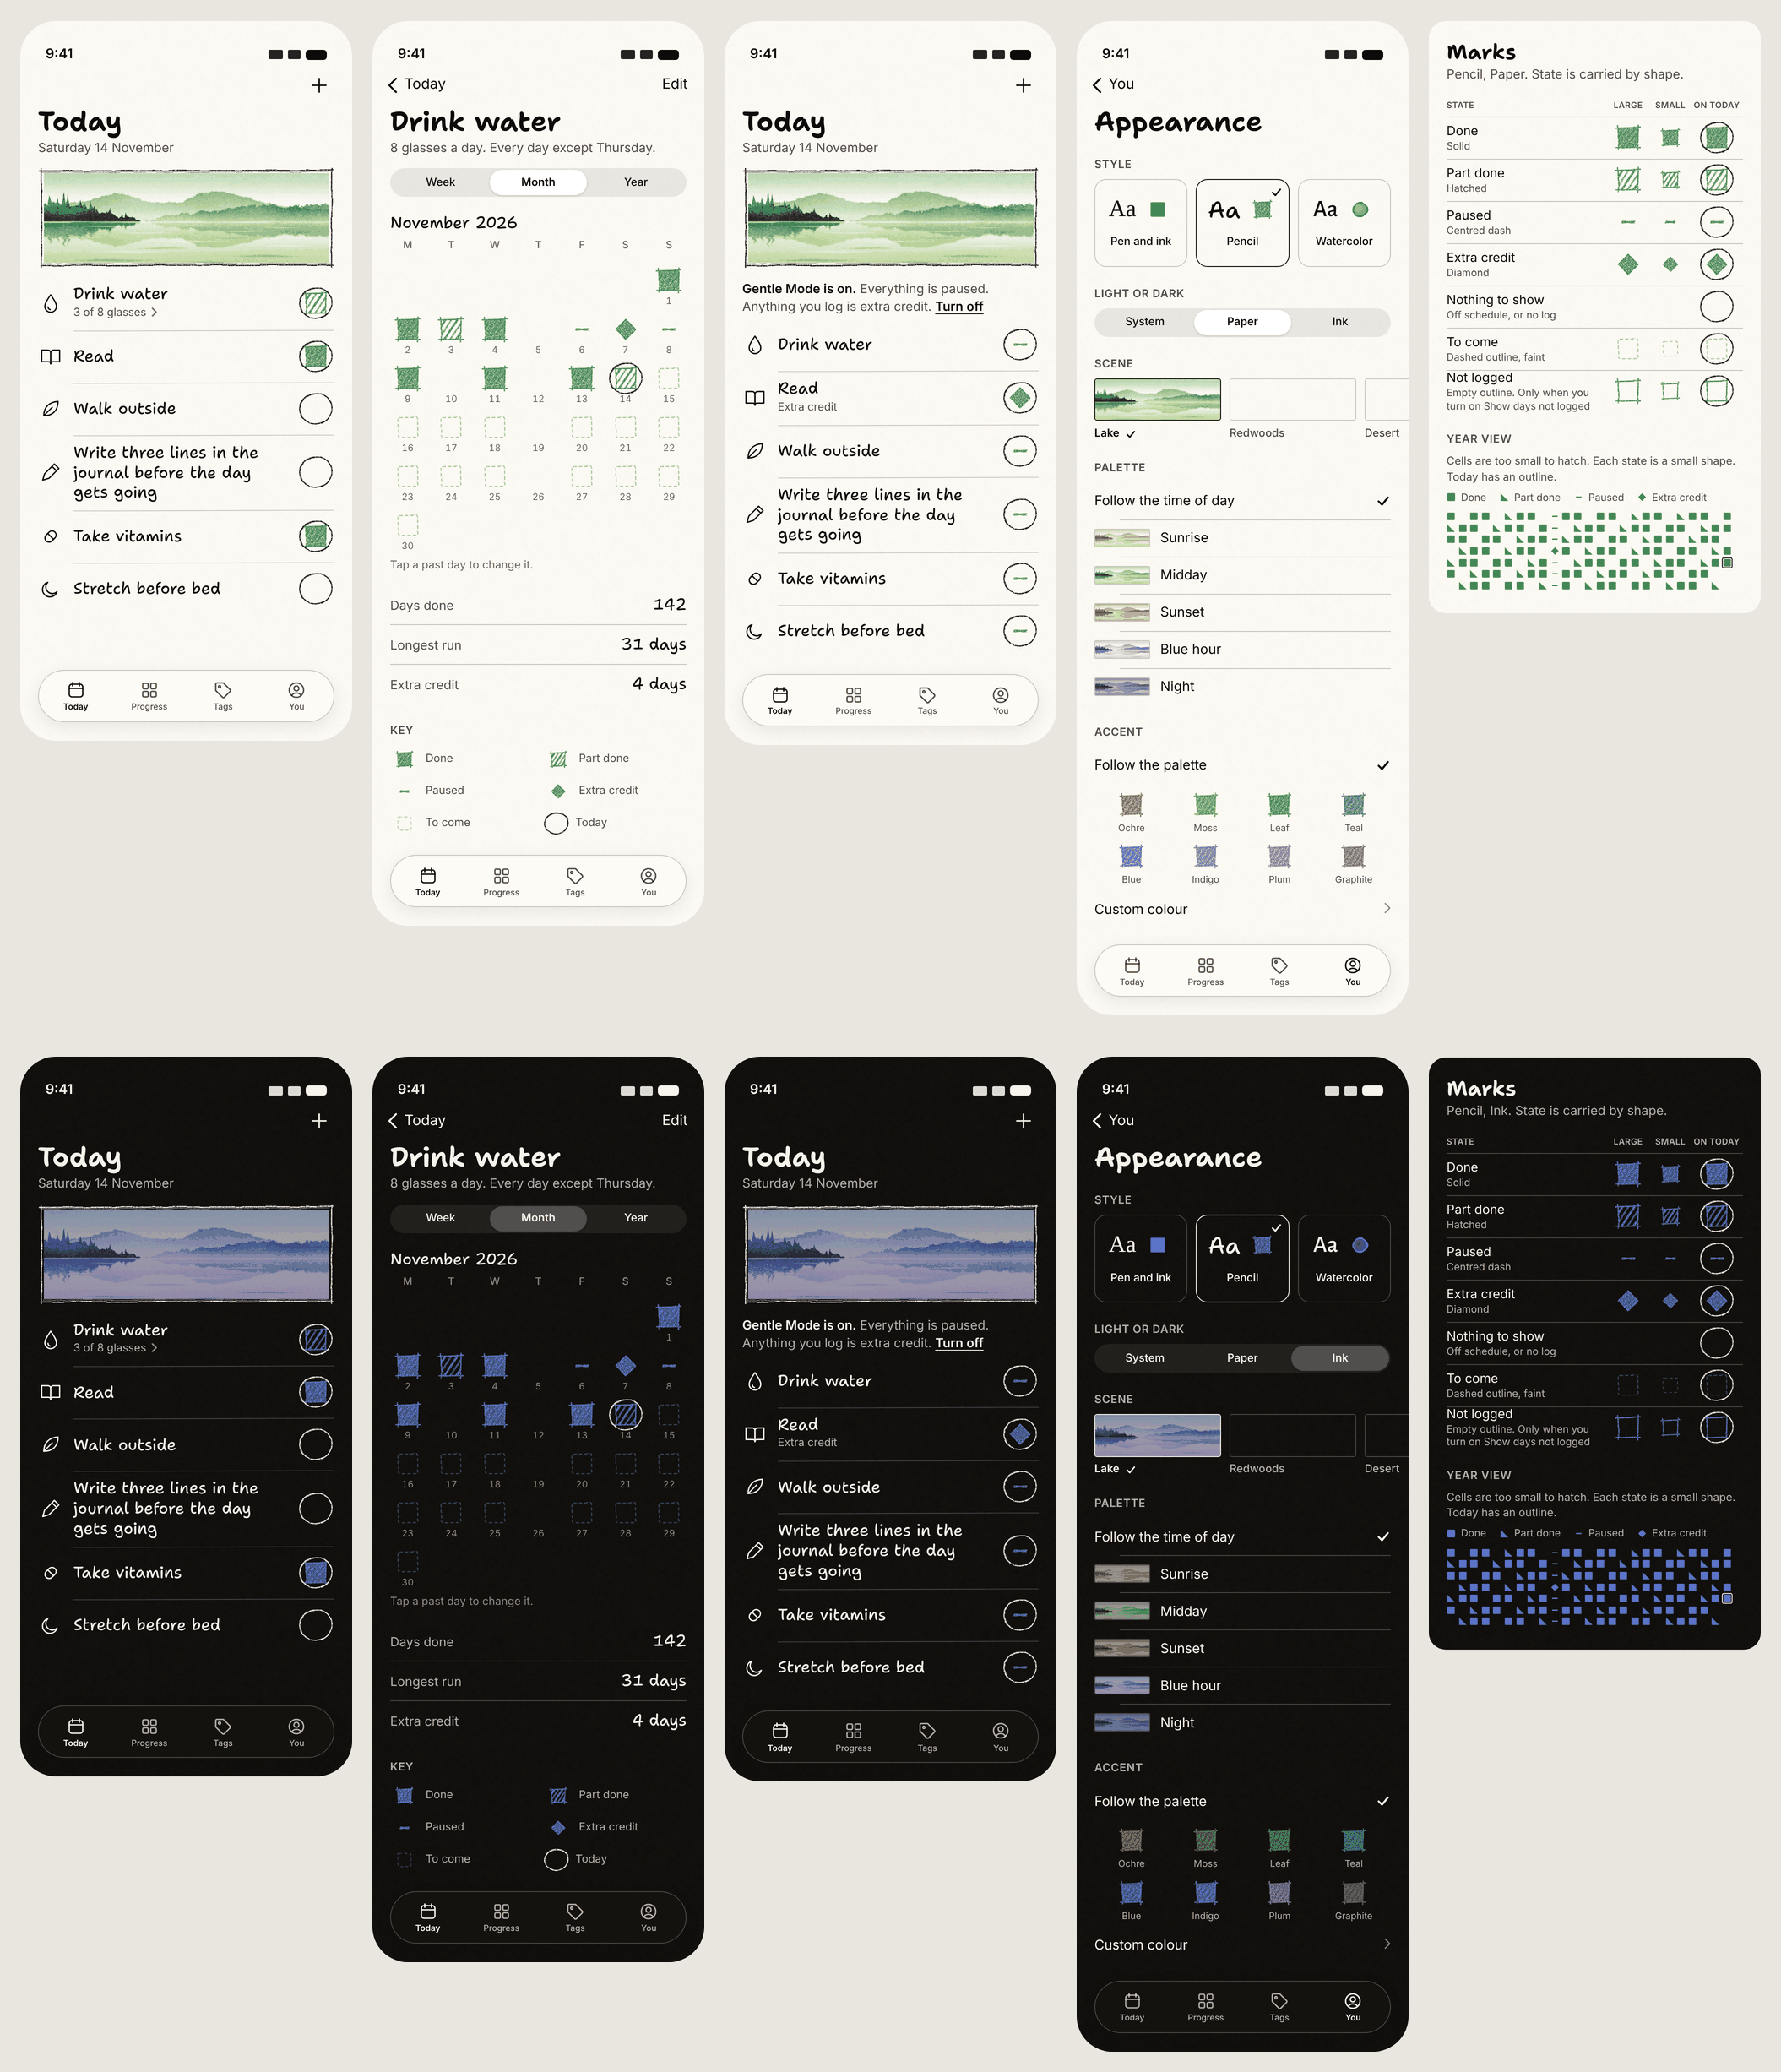 9:41
Today
Saturday 14 November
Drink water
3 of 8 glasses
Read
Walk outside
Write three lines in the
journal before the day
gets going
Take vitamins
Stretch before bed
Today
Progress
Tags
You
9:41
Today
Edit
Drink water
8 glasses a day. Every day except Thursday.
Week
Month
Year
November 2026
M T W T F S S
1
2 3 4 5 6 7 8
9 10 11 12 13 14 15
16 17 18 19 20 21 22
23 24 25 26 27 28 29
30
Tap a past day to change it.
Days done 142
Longest run 31 days
Extra credit 4 days
KEY
Done
Part done
Paused
Extra credit
To come
Today
Today
Progress
Tags
You
9:41
Today
Saturday 14 November
Gentle Mode is on. Everything is paused.
Anything you log is extra credit. Turn off
Drink water
Read
Extra credit
Walk outside
Write three lines in the
journal before the day
gets going
Take vitamins
Stretch before bed
Today
Progress
Tags
You
9:41
You
Appearance
STYLE
Aa
Aa
Aa
Pen and ink
Pencil
Watercolor
LIGHT OR DARK
System
Paper
Ink
SCENE
Lake
Redwoods
Desert
PALETTE
Follow the time of day
Sunrise
Midday
Sunset
Blue hour
Night
ACCENT
Follow the palette
Ochre
Moss
Leaf
Teal
Blue
Indigo
Plum
Graphite
Custom colour
Today
Progress
Tags
You
Marks
Pencil, Paper. State is carried by shape.
STATE LARGE SMALL ON TODAY
Done
Solid
Part done
Hatched
Paused
Centred dash
Extra credit
Diamond
Nothing to show
Off schedule, or no log
To come
Dashed outline, faint
Not logged
Empty outline. Only when you
turn on Show days not logged
YEAR VIEW
Cells are too small to hatch. Each state is a small shape.
Today has an outline.
Done
Part done
Paused
Extra credit
9:41
Today
Saturday 14 November
Drink water
3 of 8 glasses
Read
Walk outside
Write three lines in the
journal before the day
gets going
Take vitamins
Stretch before bed
Today
Progress
Tags
You
9:41
Today
Edit
Drink water
8 glasses a day. Every day except Thursday.
Week
Month
Year
November 2026
M T W T F S S
1
2 3 4 5 6 7 8
9 10 11 12 13 14 15
16 17 18 19 20 21 22
23 24 25 26 27 28 29
30
Tap a past day to change it.
Days done 142
Longest run 31 days
Extra credit 4 days
KEY
Done
Part done
Paused
Extra credit
To come
Today
Today
Progress
Tags
You
9:41
Today
Saturday 14 November
Gentle Mode is on. Everything is paused.
Anything you log is extra credit. Turn off
Drink water
Read
Extra credit
Walk outside
Write three lines in the
journal before the day
gets going
Take vitamins
Stretch before bed
Today
Progress
Tags
You
9:41
You
Appearance
STYLE
Aa
Aa
Aa
Pen and ink
Pencil
Watercolor
LIGHT OR DARK
System
Paper
Ink
SCENE
Lake
Redwoods
Desert
PALETTE
Follow the time of day
Sunrise
Midday
Sunset
Blue hour
Night
ACCENT
Follow the palette
Ochre
Moss
Leaf
Teal
Blue
Indigo
Plum
Graphite
Custom colour
Today
Progress
Tags
You
Marks
Pencil, Ink. State is carried by shape.
STATE LARGE SMALL ON TODAY
Done
Solid
Part done
Hatched
Paused
Centred dash
Extra credit
Diamond
Nothing to show
Off schedule, or no log
To come
Dashed outline, faint
Not logged
Empty outline. Only when you
turn on Show days not logged
YEAR VIEW
Cells are too small to hatch. Each state is a small shape.
Today has an outline.
Done
Part done
Paused
Extra credit